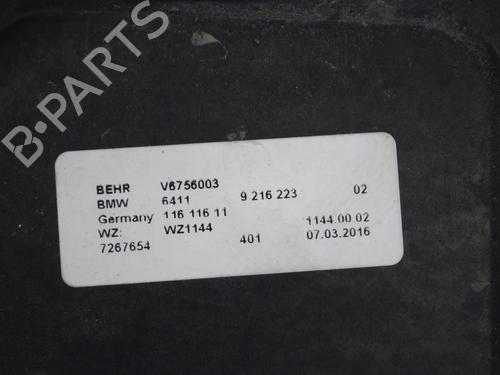 B·PARTS
BEHR V6756003
BMW 6411 9 216 223 02
Germany 116 116 11 1144.00 02
WZ: WZ1144
7267654 401 07.03.2016